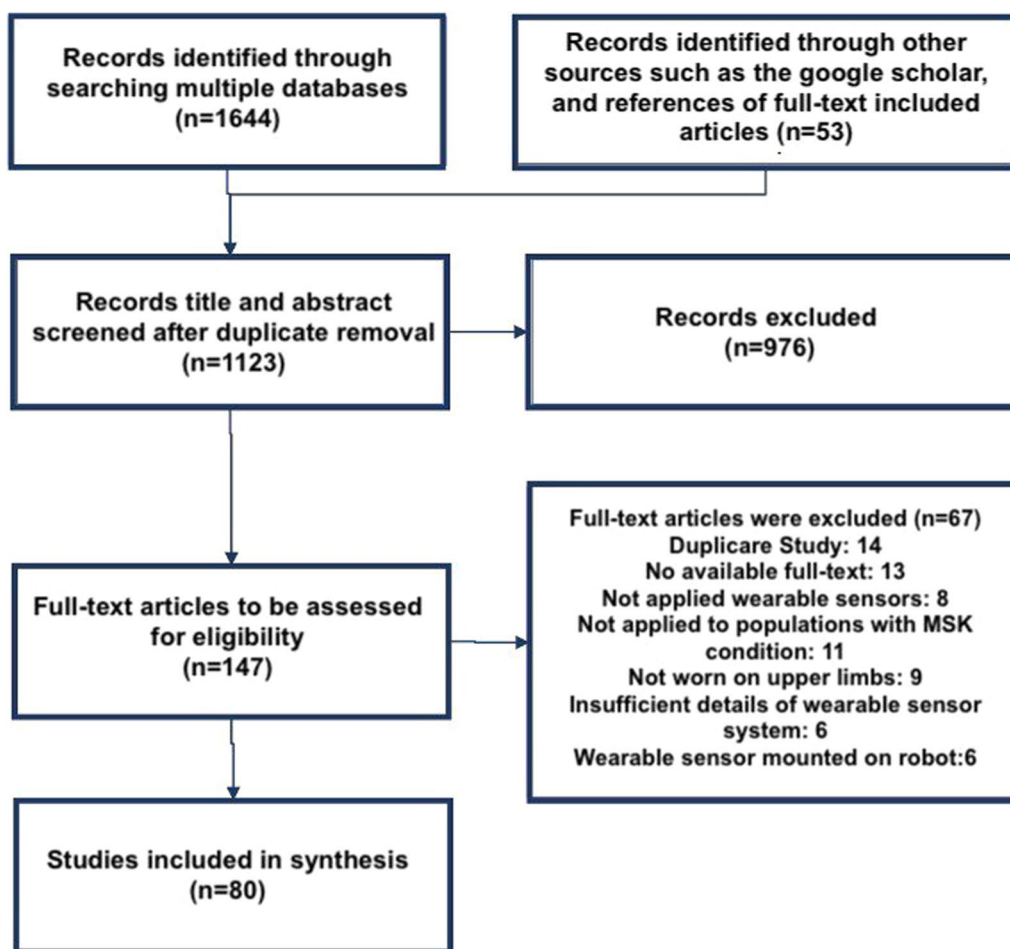 Records identified through
searching multiple databases
(n=1644)
Records identified through other
sources such as the google scholar,
and references of full-text included
articles (n=53)
Records title and abstract
screened after duplicate removal
(n=1123)
Records excluded
(n=976)
Full-text articles to be assessed
for eligibility
(n=147)
Full-text articles were excluded (n=67)
Duplicare Study: 14
No available full-text: 13
Not applied wearable sensors: 8
Not applied to populations with MSK
condition: 11
Not worn on upper limbs: 9
Insufficient details of wearable sensor
system: 6
Wearable sensor mounted on robot:6
Studies included in synthesis
(n=80)